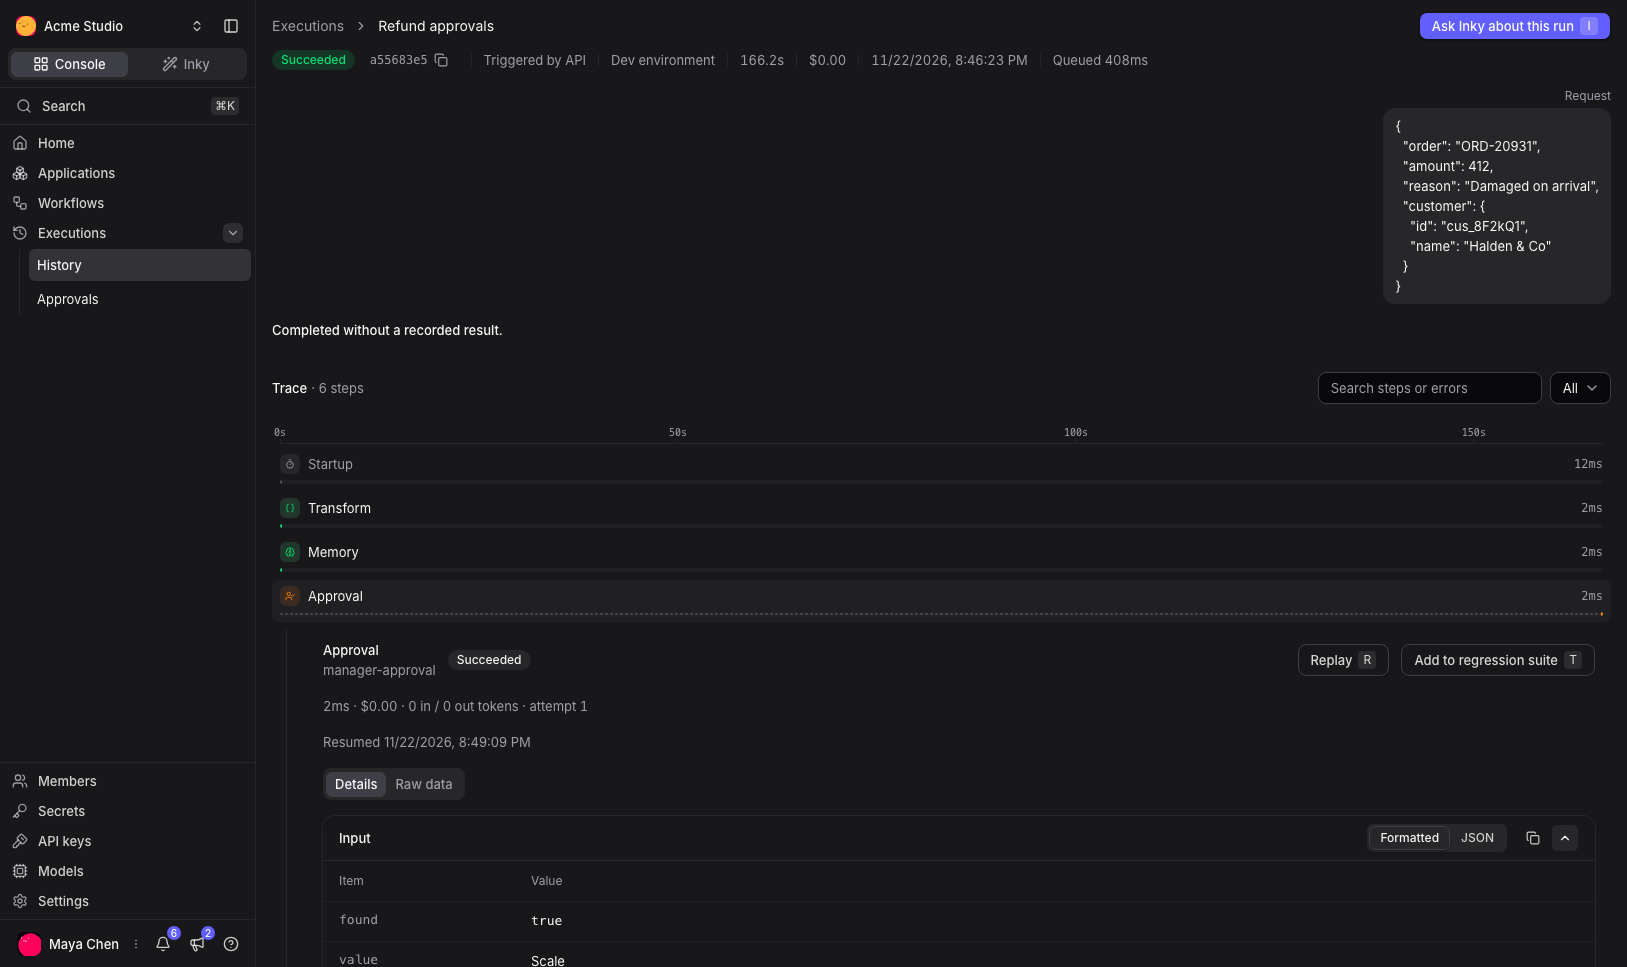 Acme Studio
Console
Inky
Search
⌘K
Home
Applications
Workflows
Executions
History
Approvals
Members
Secrets
API keys
Models
Settings
Maya Chen
6
2
Executions > Refund approvals
Ask Inky about this run I
Succeeded a55683e5 Triggered by API Dev environment 166.2s $0.00 11/22/2026, 8:46:23 PM Queued 408ms
Request
{
"order": "ORD-20931",
"amount": 412,
"reason": "Damaged on arrival",
"customer": {
"id": "cus_8F2kQ1",
"name": "Halden & Co"
}
}
Completed without a recorded result.
Trace · 6 steps
Search steps or errors
All
0s 50s 100s 150s
Startup 12ms
Transform 2ms
Memory 2ms
Approval 2ms
Approval
manager-approval
Succeeded
Replay R
Add to regression suite T
2ms · $0.00 · 0 in / 0 out tokens · attempt 1
Resumed 11/22/2026, 8:49:09 PM
Details Raw data
Input
Formatted JSON
Item Value
found true
value Scale